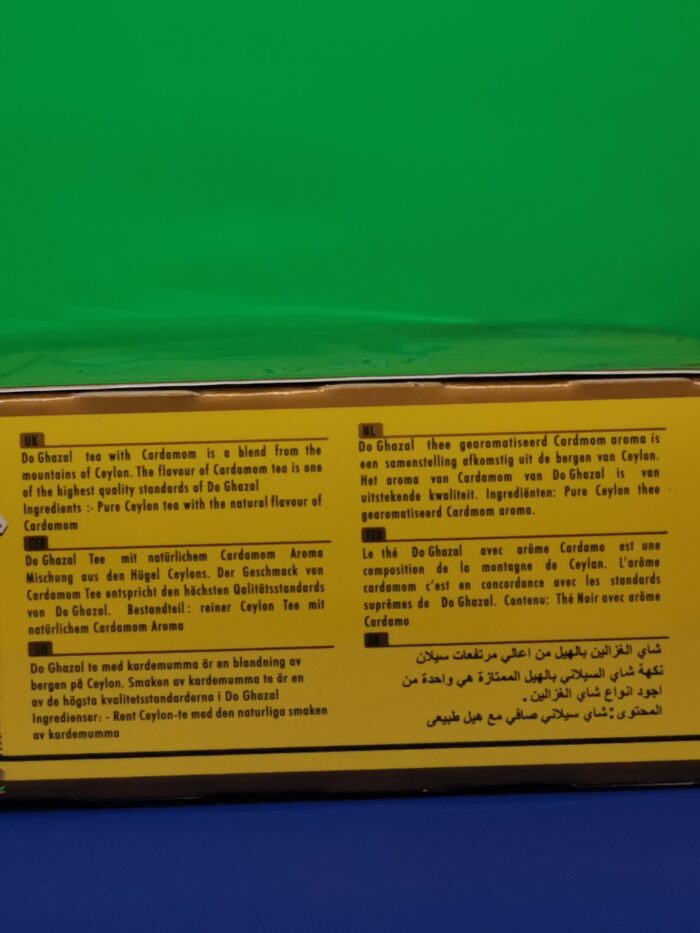 UK
Do Ghazal tea with Cardamom is a blend from the
mountains of Ceylon. The flavour of Cardamom tea is one
of the highest quality standards of Do Ghazal
Ingredients :- Pure Ceylon tea with the natural flavour of
Cardamom
GER
Do Ghazal Tee mit natürlichem Cardamom Aroma
Mischung aus den Hügel Ceylons. Der Geschmack von
Cardamom Tee entspricht den höchsten Qalitätsstandards
von Do Ghazal. Bestandteil : reiner Ceylon Tee mit
natürlichem Cardamom Aroma
Do Ghazal te med kardemumma är en blandning av
bergen på Ceylon. Smaken av kardemumma te är en
av de högsta kvalitetsstandarderna i Do Ghazal
Ingredienser: - Rent Ceylon-te med den naturliga smaken
av kordemumma
NL
Do Ghazal thee gearomatiseerd Cardmom aroma is
een samenstelling afkomstig uit de bergen van Ceylon.
Het aroma van Cardamom van Do Ghazal is van
uitstekende kwaliteit. Ingrediënten: Pure Ceylon thee
gearomatiseerd Cardmom aroma.
FRN
Le thé Do Ghazal avec arôme Cardamo est une
composition de la montagne de Ceylan. L'arôme
cardamom c'est en concordance avec les standards
suprêmes de Do Ghazal. Contenu: Thé Noir avec arôme
Cardamo
شاي الغزالين بالهيل من اعالي مرتفعات سيلان
نكهة شاي السيلاني بالهيل الممتازة هي واحدة من
اجود انواع شاي الغزالين .
المحتوى : شاي سيلاني صافي مع هيل طبيعى